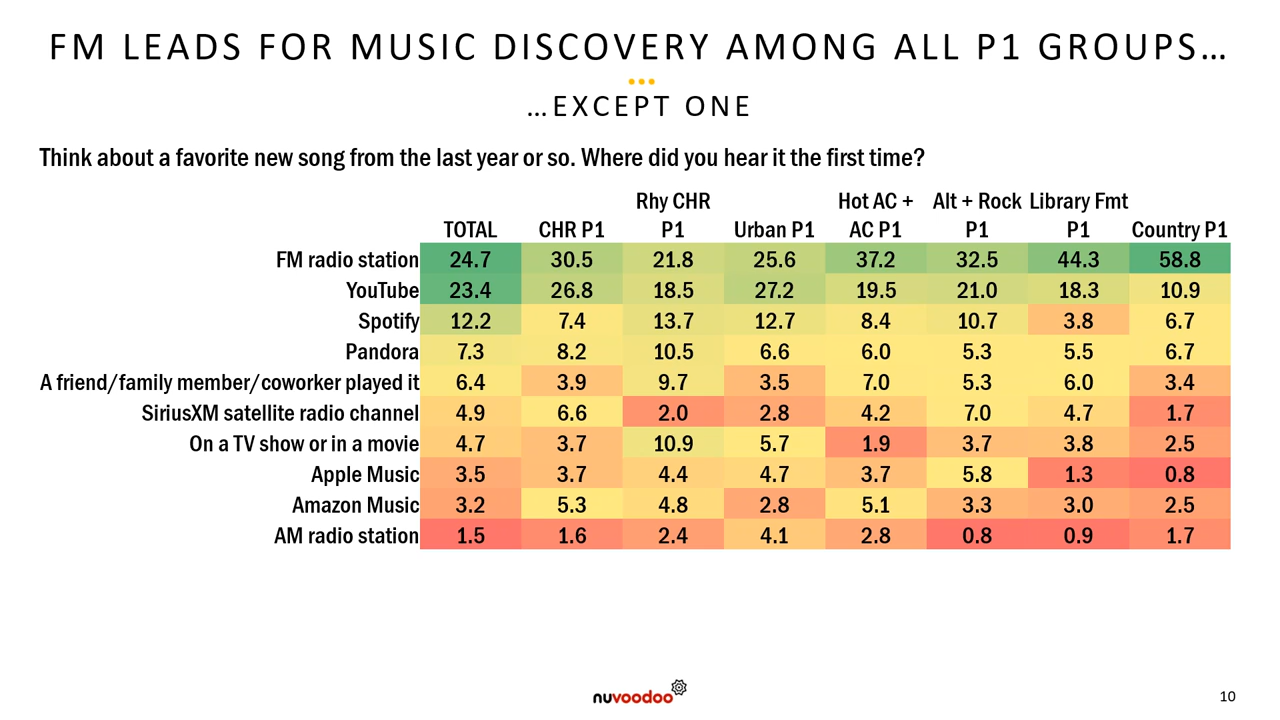 FM LEADS FOR MUSIC DISCOVERY AMONG ALL P1 GROUPS…
…EXCEPT ONE
Think about a favorite new song from the last year or so. Where did you hear it the first time?
TOTAL CHR P1 Rhy CHR P1 Urban P1 Hot AC + AC P1 Alt + Rock P1 Library Fmt P1 Country P1
FM radio station 24.7 30.5 21.8 25.6 37.2 32.5 44.3 58.8
YouTube 23.4 26.8 18.5 27.2 19.5 21.0 18.3 10.9
Spotify 12.2 7.4 13.7 12.7 8.4 10.7 3.8 6.7
Pandora 7.3 8.2 10.5 6.6 6.0 5.3 5.5 6.7
A friend/family member/coworker played it 6.4 3.9 9.7 3.5 7.0 5.3 6.0 3.4
SiriusXM satellite radio channel 4.9 6.6 2.0 2.8 4.2 7.0 4.7 1.7
On a TV show or in a movie 4.7 3.7 10.9 5.7 1.9 3.7 3.8 2.5
Apple Music 3.5 3.7 4.4 4.7 3.7 5.8 1.3 0.8
Amazon Music 3.2 5.3 4.8 2.8 5.1 3.3 3.0 2.5
AM radio station 1.5 1.6 2.4 4.1 2.8 0.8 0.9 1.7
nuvoodoo
10